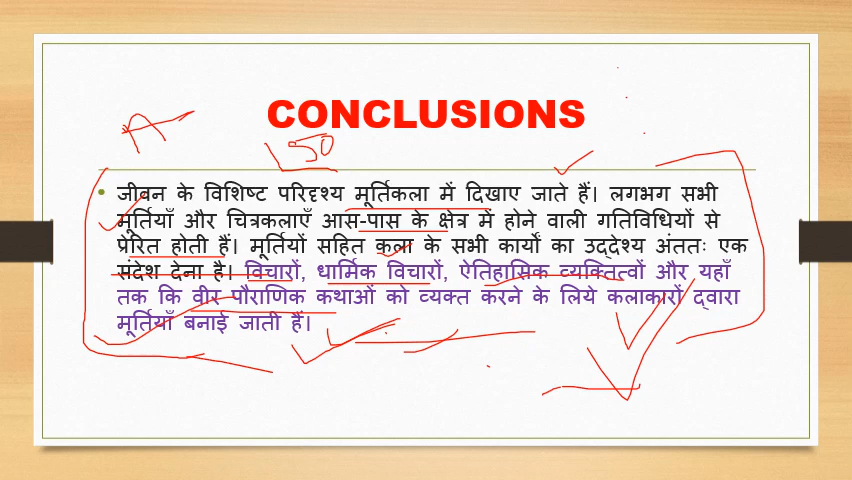 CONCLUSIONS
A
50
• जीवन के विशिष्ट परिदृश्य मूर्तिकला में दिखाए जाते हैं। लगभग सभी
मूर्तियाँ और चित्रकलाएँ आस-पास के क्षेत्र में होने वाली गतिविधियों से
प्रेरित होती हैं। मूर्तियों सहित कला के सभी कार्यों का उद्देश्य अंततः एक
संदेश देना है। विचारों, धार्मिक विचारों, ऐतिहासिक व्यक्तित्वों और यहाँ
तक कि वीर पौराणिक कथाओं को व्यक्त करने के लिये कलाकारों द्वारा
मूर्तियाँ बनाई जाती हैं।